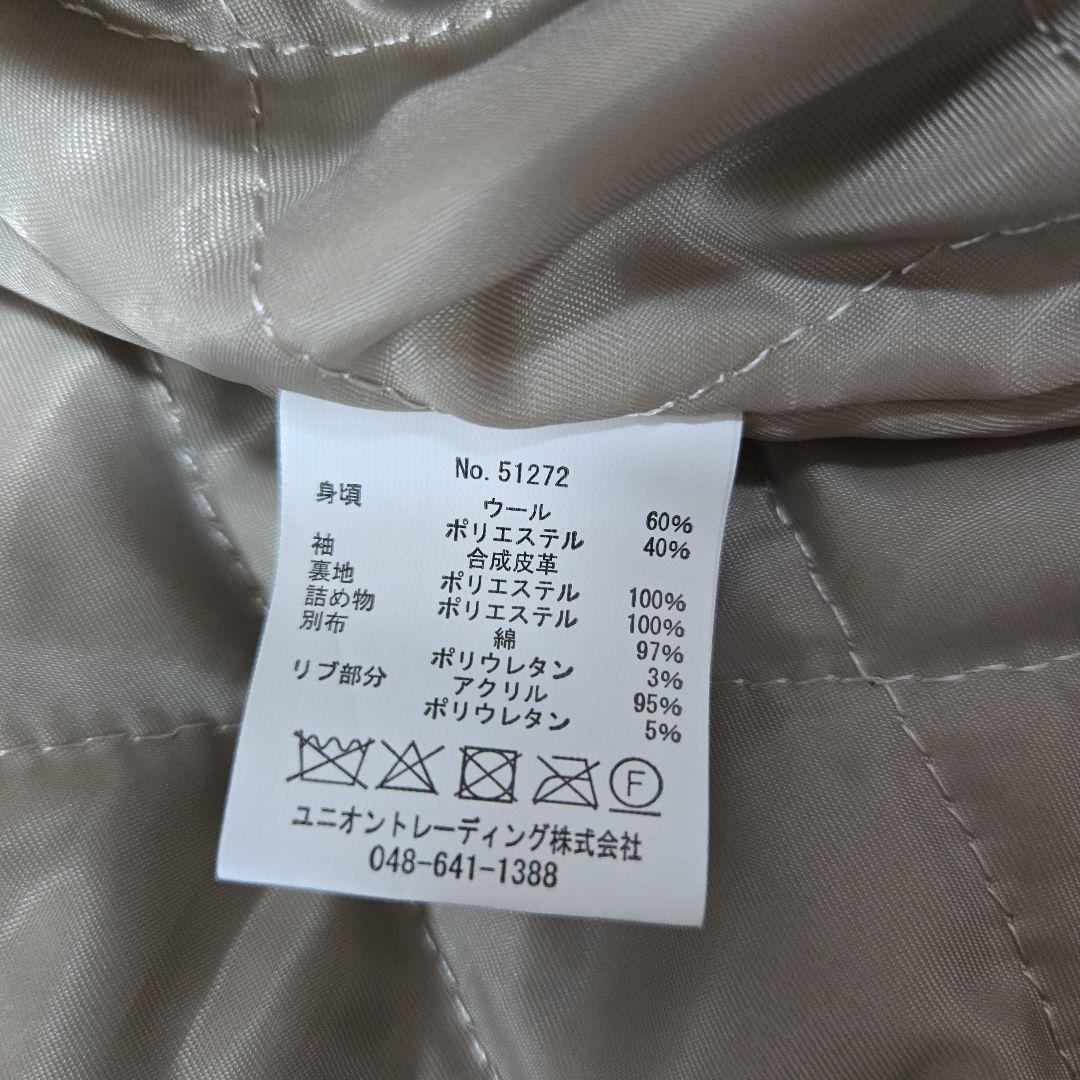 No. 51272
身頃 ウール 60%
ポリエステル 40%
袖 合成皮革
裏地 ポリエステル 100%
詰め物 ポリエステル 100%
別布 綿 97%
ポリウレタン 3%
リブ部分 アクリル 95%
ポリウレタン 5%
F
ユニオントレーディング株式会社
048-641-1388